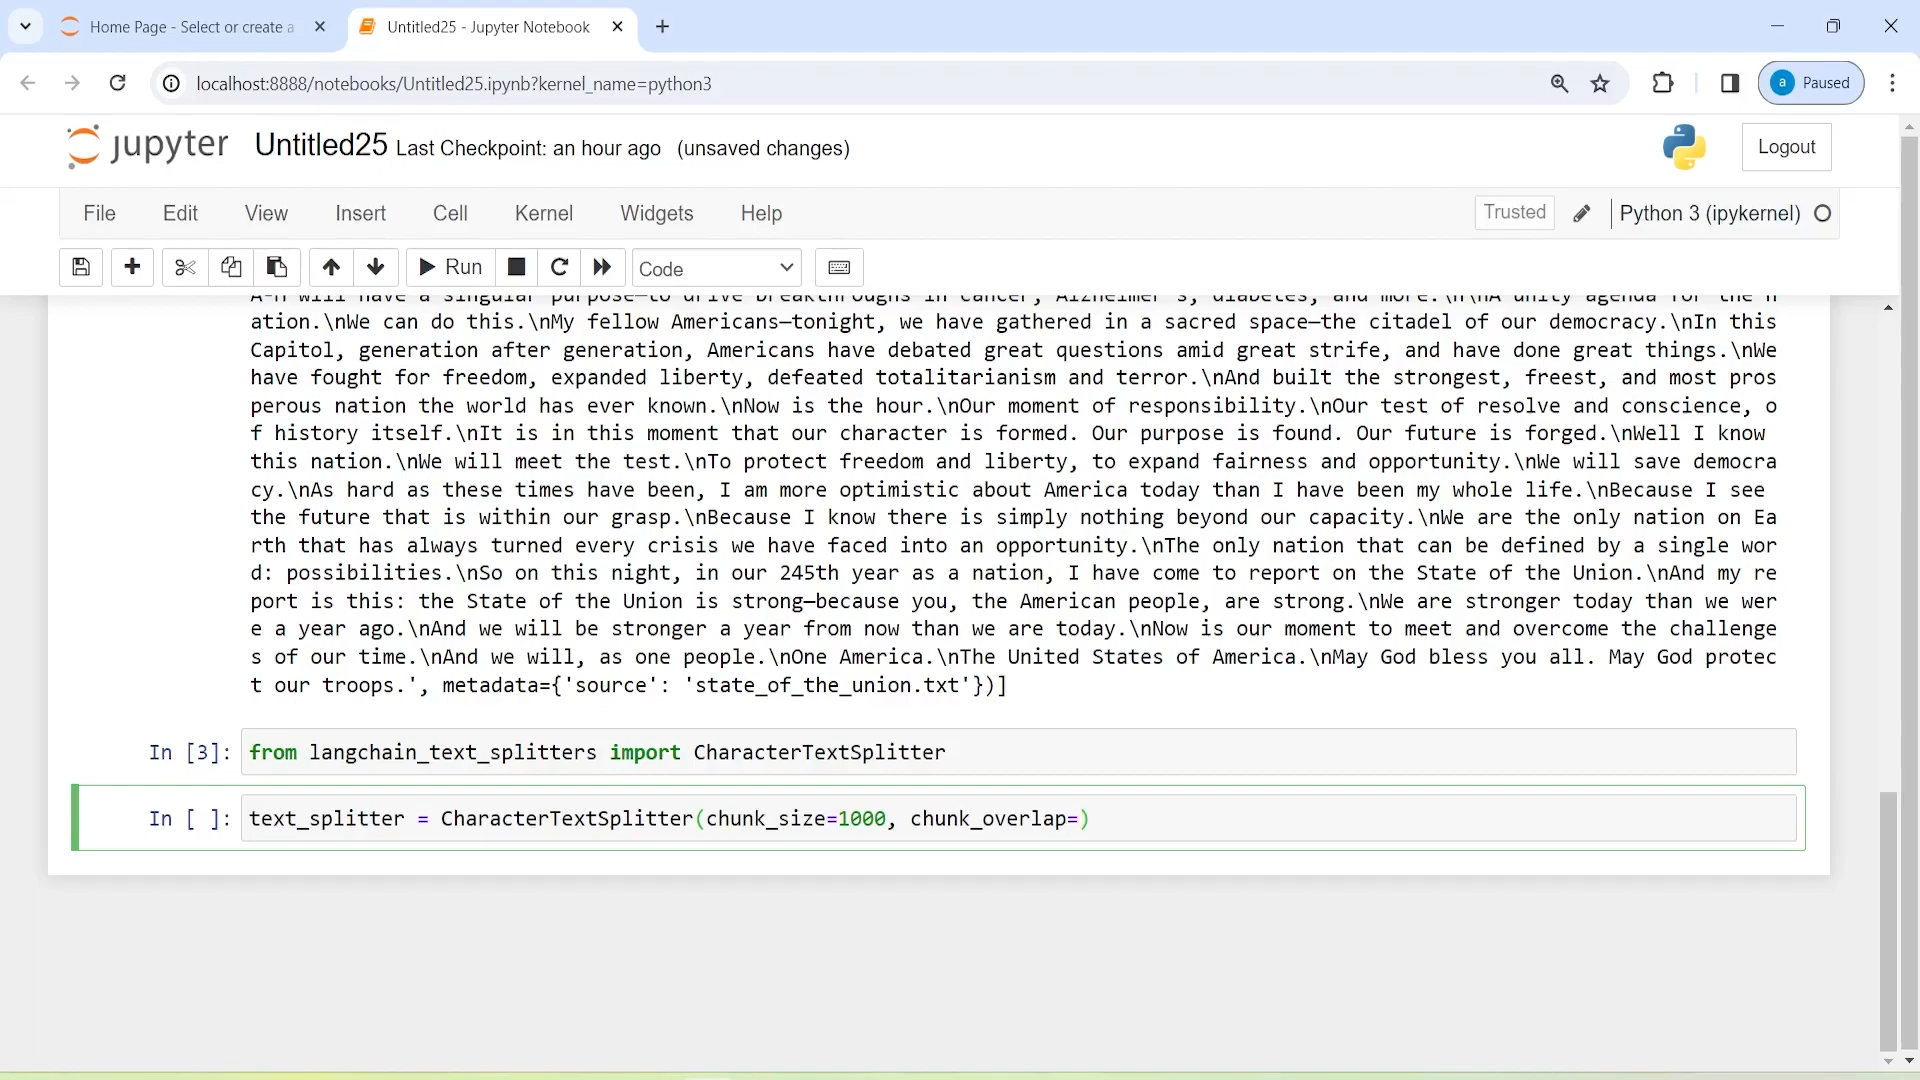 Home Page - Select or create a
Untitled25 - Jupyter Notebook
localhost:8888/notebooks/Untitled25.ipynb?kernel_name=python3
a Paused
jupyter Untitled25 Last Checkpoint: an hour ago (unsaved changes)
Logout
File Edit View Insert Cell Kernel Widgets Help
Trusted Python 3 (ipykernel)
Run Code
A-H will have a singular purpose—to drive breakthroughs in cancer, Alzheimer's, diabetes, and more.\n\nA unity agenda for the n
ation.\nWe can do this.\nMy fellow Americans—tonight, we have gathered in a sacred space—the citadel of our democracy.\nIn this
Capitol, generation after generation, Americans have debated great questions amid great strife, and have done great things.\nWe
have fought for freedom, expanded liberty, defeated totalitarianism and terror.\nAnd built the strongest, freest, and most pros
perous nation the world has ever known.\nNow is the hour.\nOur moment of responsibility.\nOur test of resolve and conscience, o
f history itself.\nIt is in this moment that our character is formed. Our purpose is found. Our future is forged.\nWell I know
this nation.\nWe will meet the test.\nTo protect freedom and liberty, to expand fairness and opportunity.\nWe will save democra
cy.\nAs hard as these times have been, I am more optimistic about America today than I have been my whole life.\nBecause I see
the future that is within our grasp.\nBecause I know there is simply nothing beyond our capacity.\nWe are the only nation on Ea
rth that has always turned every crisis we have faced into an opportunity.\nThe only nation that can be defined by a single wor
d: possibilities.\nSo on this night, in our 245th year as a nation, I have come to report on the State of the Union.\nAnd my re
port is this: the State of the Union is strong—because you, the American people, are strong.\nWe are stronger today than we wer
e a year ago.\nAnd we will be stronger a year from now than we are today.\nNow is our moment to meet and overcome the challenge
s of our time.\nAnd we will, as one people.\nOne America.\nThe United States of America.\nMay God bless you all. May God protec
t our troops.', metadata={'source': 'state_of_the_union.txt'})]
In [3]: from langchain_text_splitters import CharacterTextSplitter
In [ ]: text_splitter = CharacterTextSplitter(chunk_size=1000, chunk_overlap=)